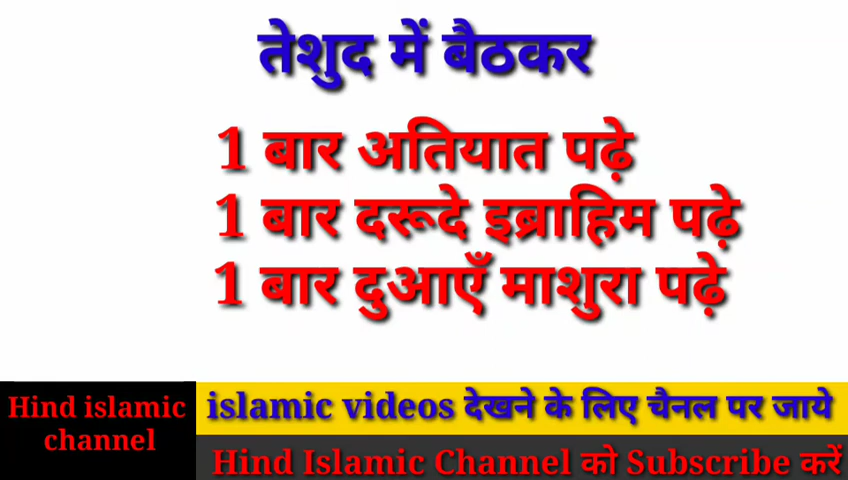 तेशुद में बैठकर
1 बार अतियात पढ़े
1 बार दरूदे इब्राहिम पढ़े
1 बार दुआएँ माशुरा पढ़े
Hind islamic
channel
islamic videos देखने के लिए चैनल पर जाये
Hind Islamic Channel को Subscribe करें